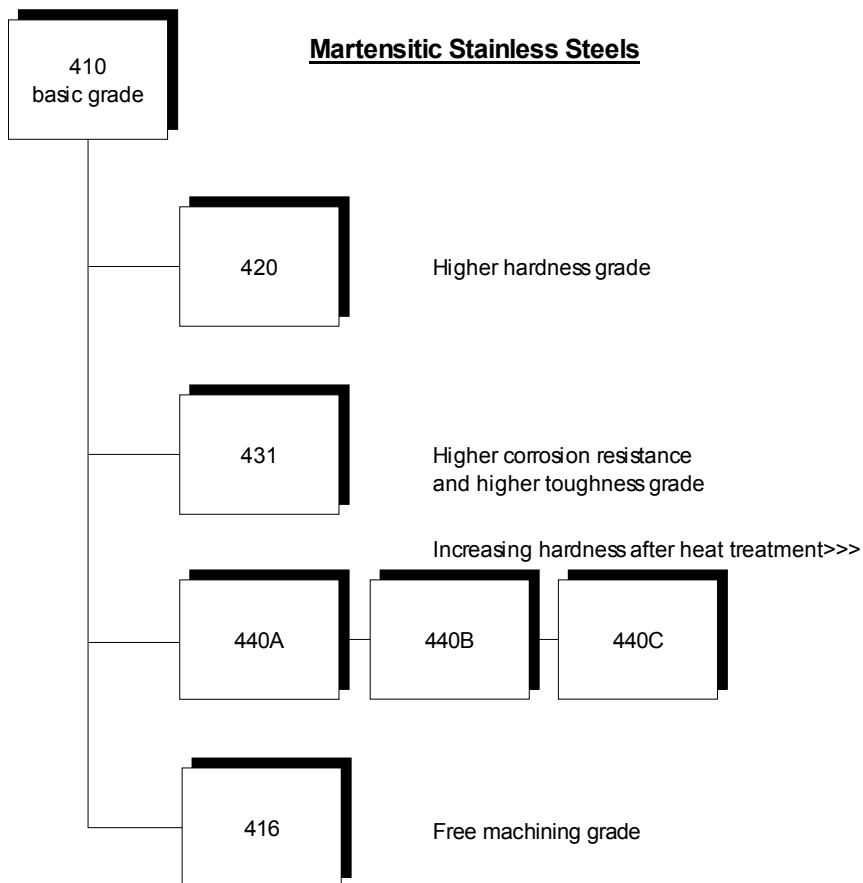 Martensitic Stainless Steels
410
basic grade
420
Higher hardness grade
431
Higher corrosion resistance
and higher toughness grade
Increasing hardness after heat treatment>>>
440A
440B
440C
416
Free machining grade